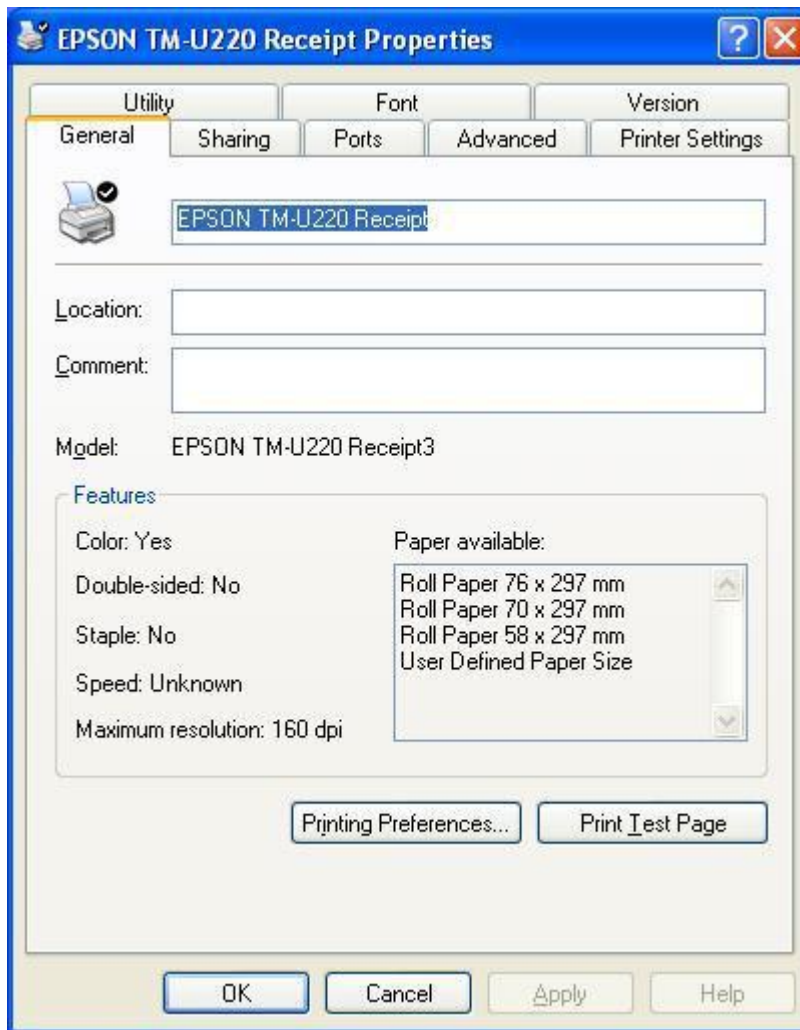 EPSON TM-U220 Receipt Properties
Utility Font Version
General Sharing Ports Advanced Printer Settings
EPSON TM-U220 Receipt
Location:
Comment:
Model: EPSON TM-U220 Receipt3
Features
Color: Yes
Double-sided: No
Staple: No
Speed: Unknown
Maximum resolution: 160 dpi
Paper available:
Roll Paper 76 x 297 mm
Roll Paper 70 x 297 mm
Roll Paper 58 x 297 mm
User Defined Paper Size
Printing Preferences... Print Test Page
OK Cancel Apply Help